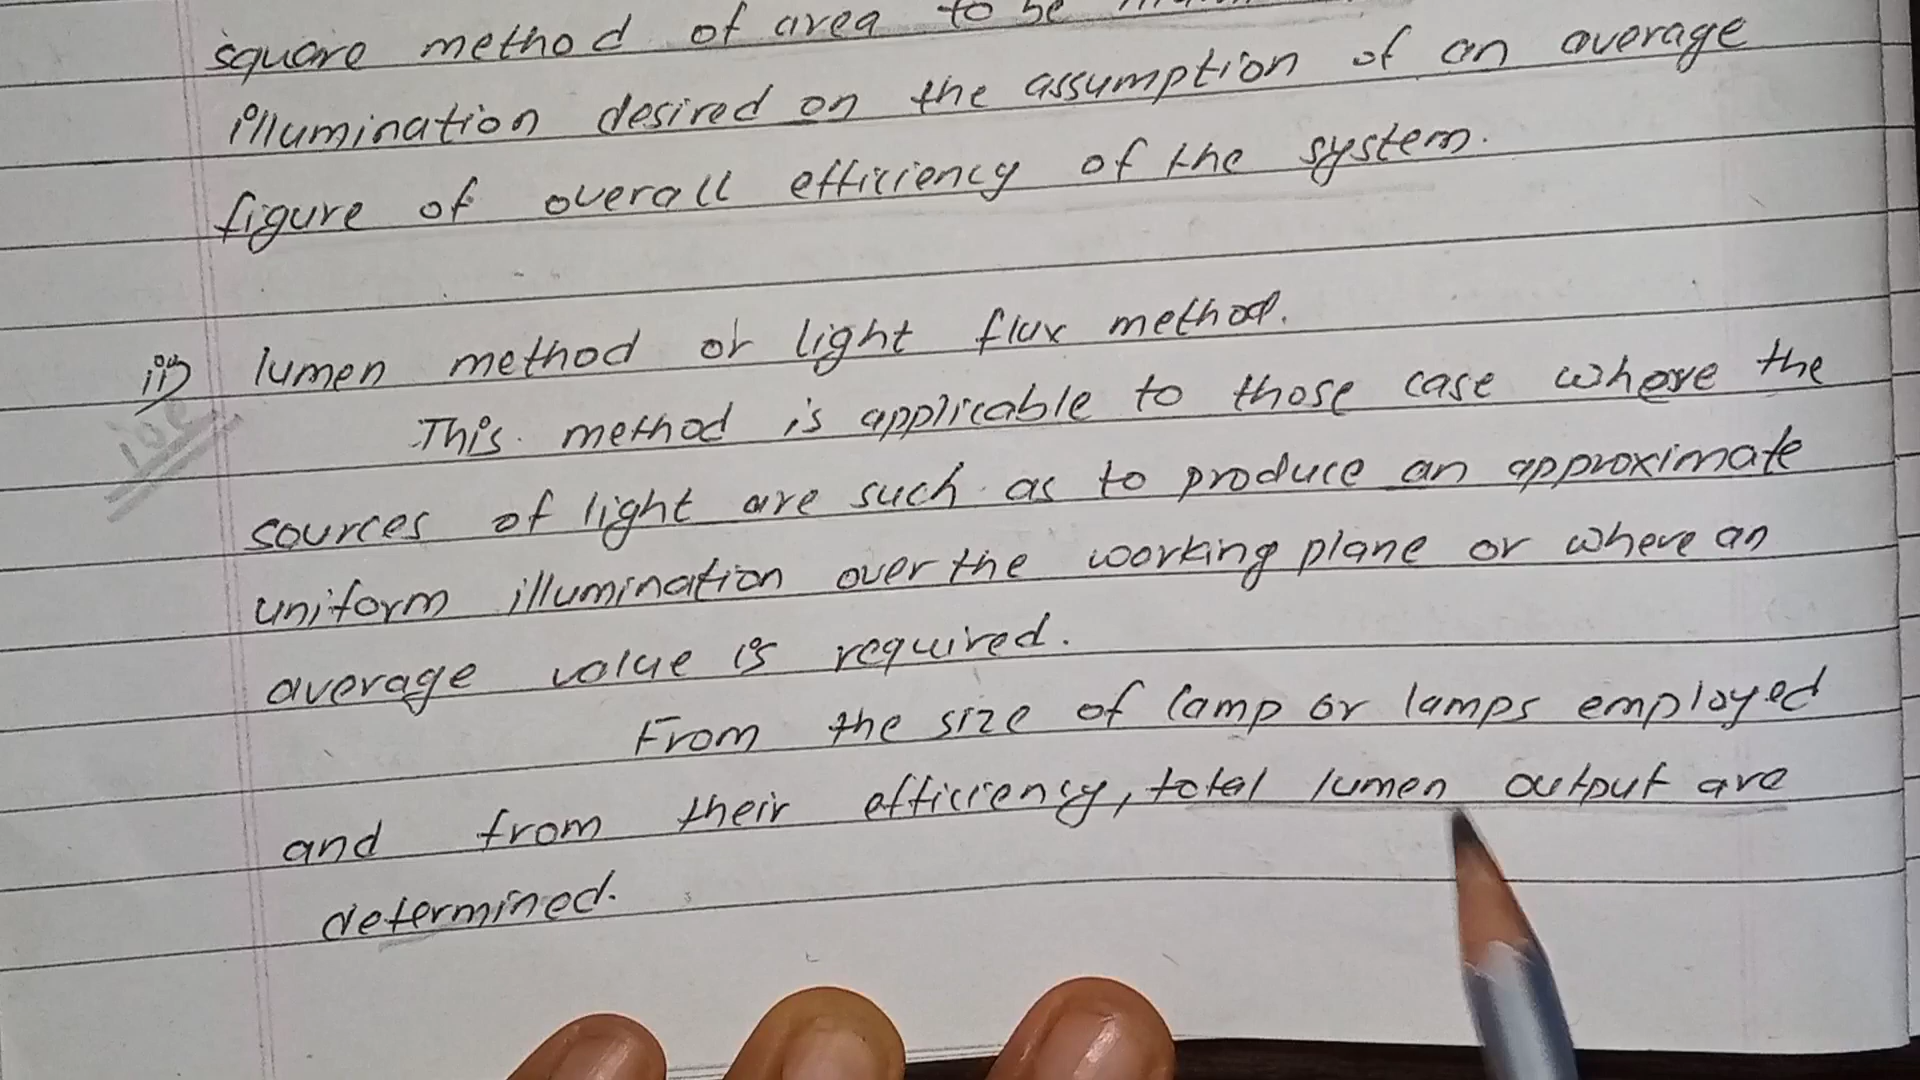 square method of area to be
illumination desired on the assumption of an average
figure of overall efficiency of the system.
ii) lumen method or light flux method.
ioe
This method is applicable to those case where the
sources of light are such as to produce an approximate
uniform illumination over the working plane or where an
average value is required.
From the size of lamp or lamps employed
and from their efficiency, total lumen output are
determined.